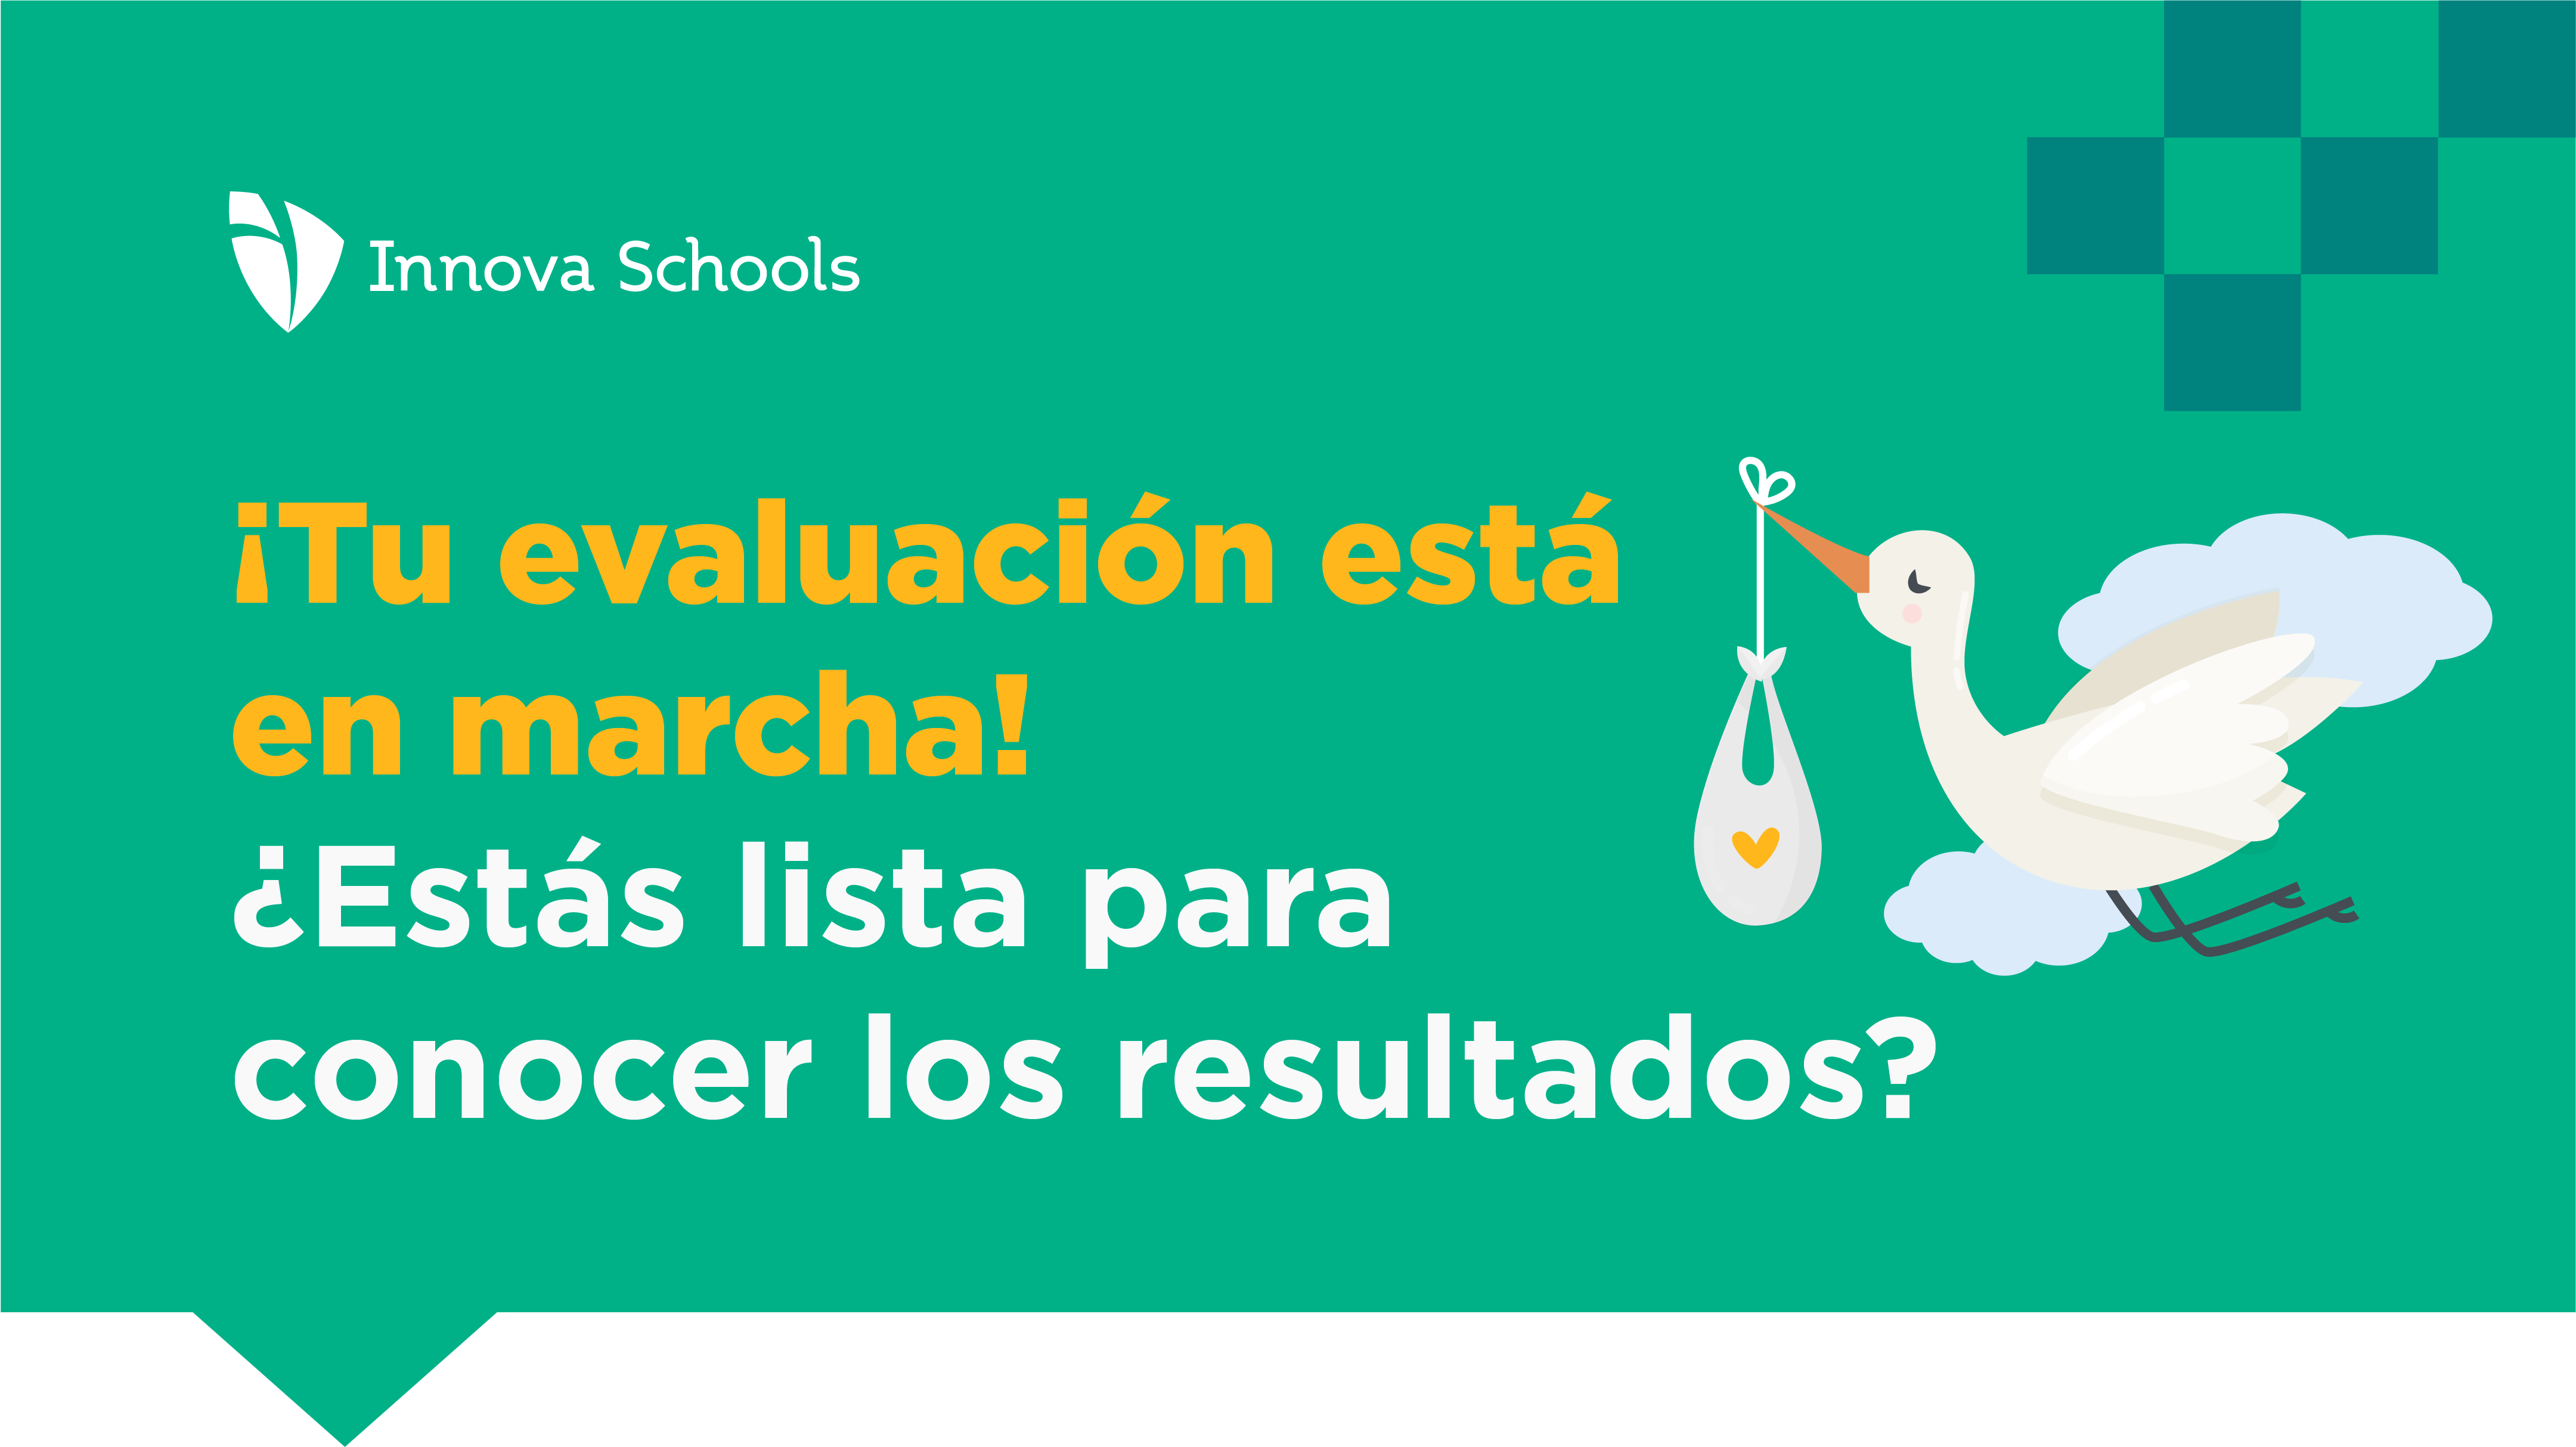 Innova Schools
¡Tu evaluación está
en marcha!
¿Estás lista para
conocer los resultados?